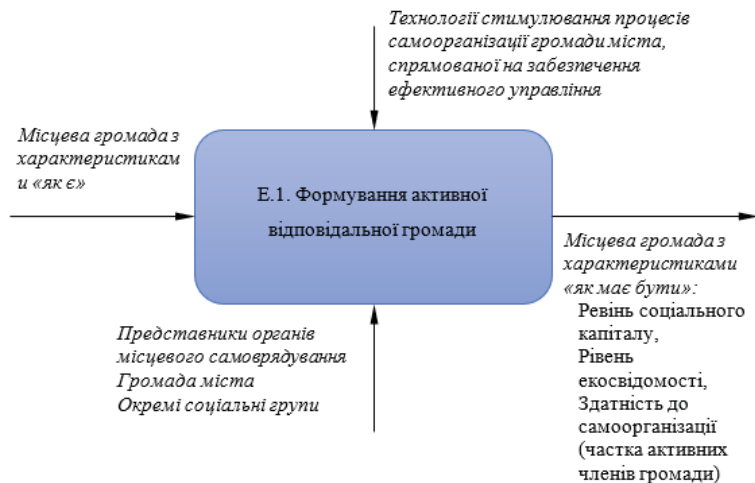 Технології стимулювання процесів
самоорганізації громади міста,
спрямованої на забезпечення
ефективного управління
Місцева громада з
характеристикам
и «як є»
Е.1. Формування активної
відповідальної громади
Місцева громада з
характеристиками
«як має бути»:
Ревінь соціального
капіталу,
Рівень
екосвідомості,
Здатність до
самоорганізації
(частка активних
членів громади)
Представники органів
місцевого самоврядування
Громада міста
Окремі соціальні групи